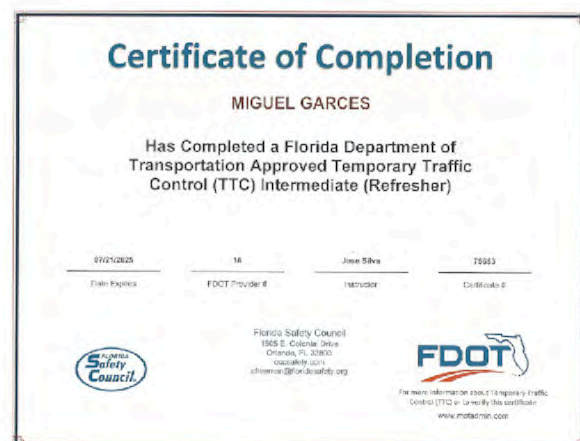 Certificate of Completion
MIGUEL GARCES
Has Completed a Florida Department of
Transportation Approved Temporary Traffic
Control (TTC) Intermediate (Refresher)
07/21/2025 16 Jose Silva
Date Expires FDOT Provider # Instructor Certificate #
Florida Safety Council
1505 E. Colonial Drive
Orlando, FL
FLORIDA
Safety
Council.
FDOT
For more information about Temporary Traffic
Control (TTC) or to verify this certificate
www.motadmin.com